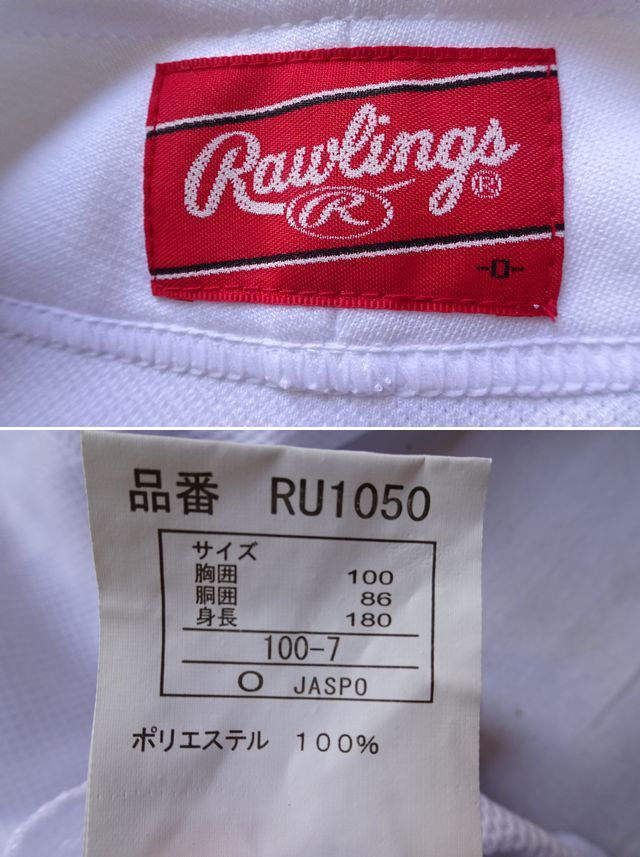 Rawlings
R
®
-O-
品番 RU1050
サイズ
胸囲 100
胴囲 86
身長 180
100-7
O JASPO
ポリエステル 100%